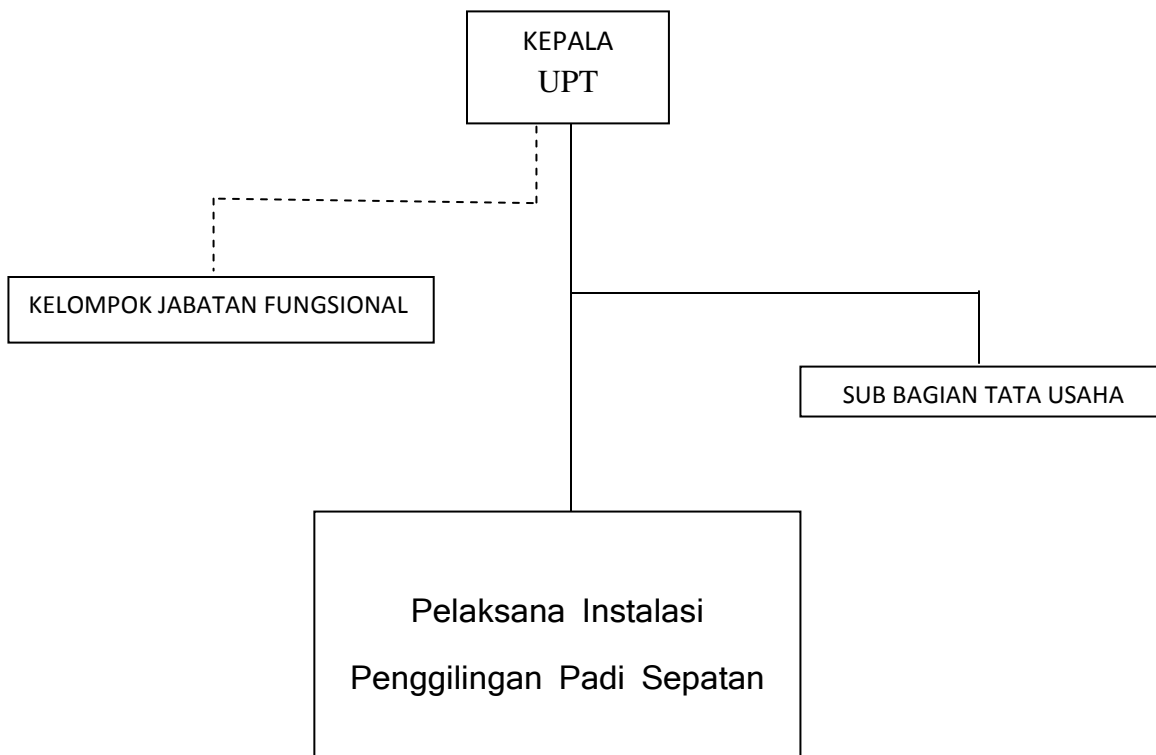 KEPALA
UPT
KELOMPOK JABATAN FUNGSIONAL
SUB BAGIAN TATA USAHA
Pelaksana Instalasi
Penggilingan Padi Sepatan